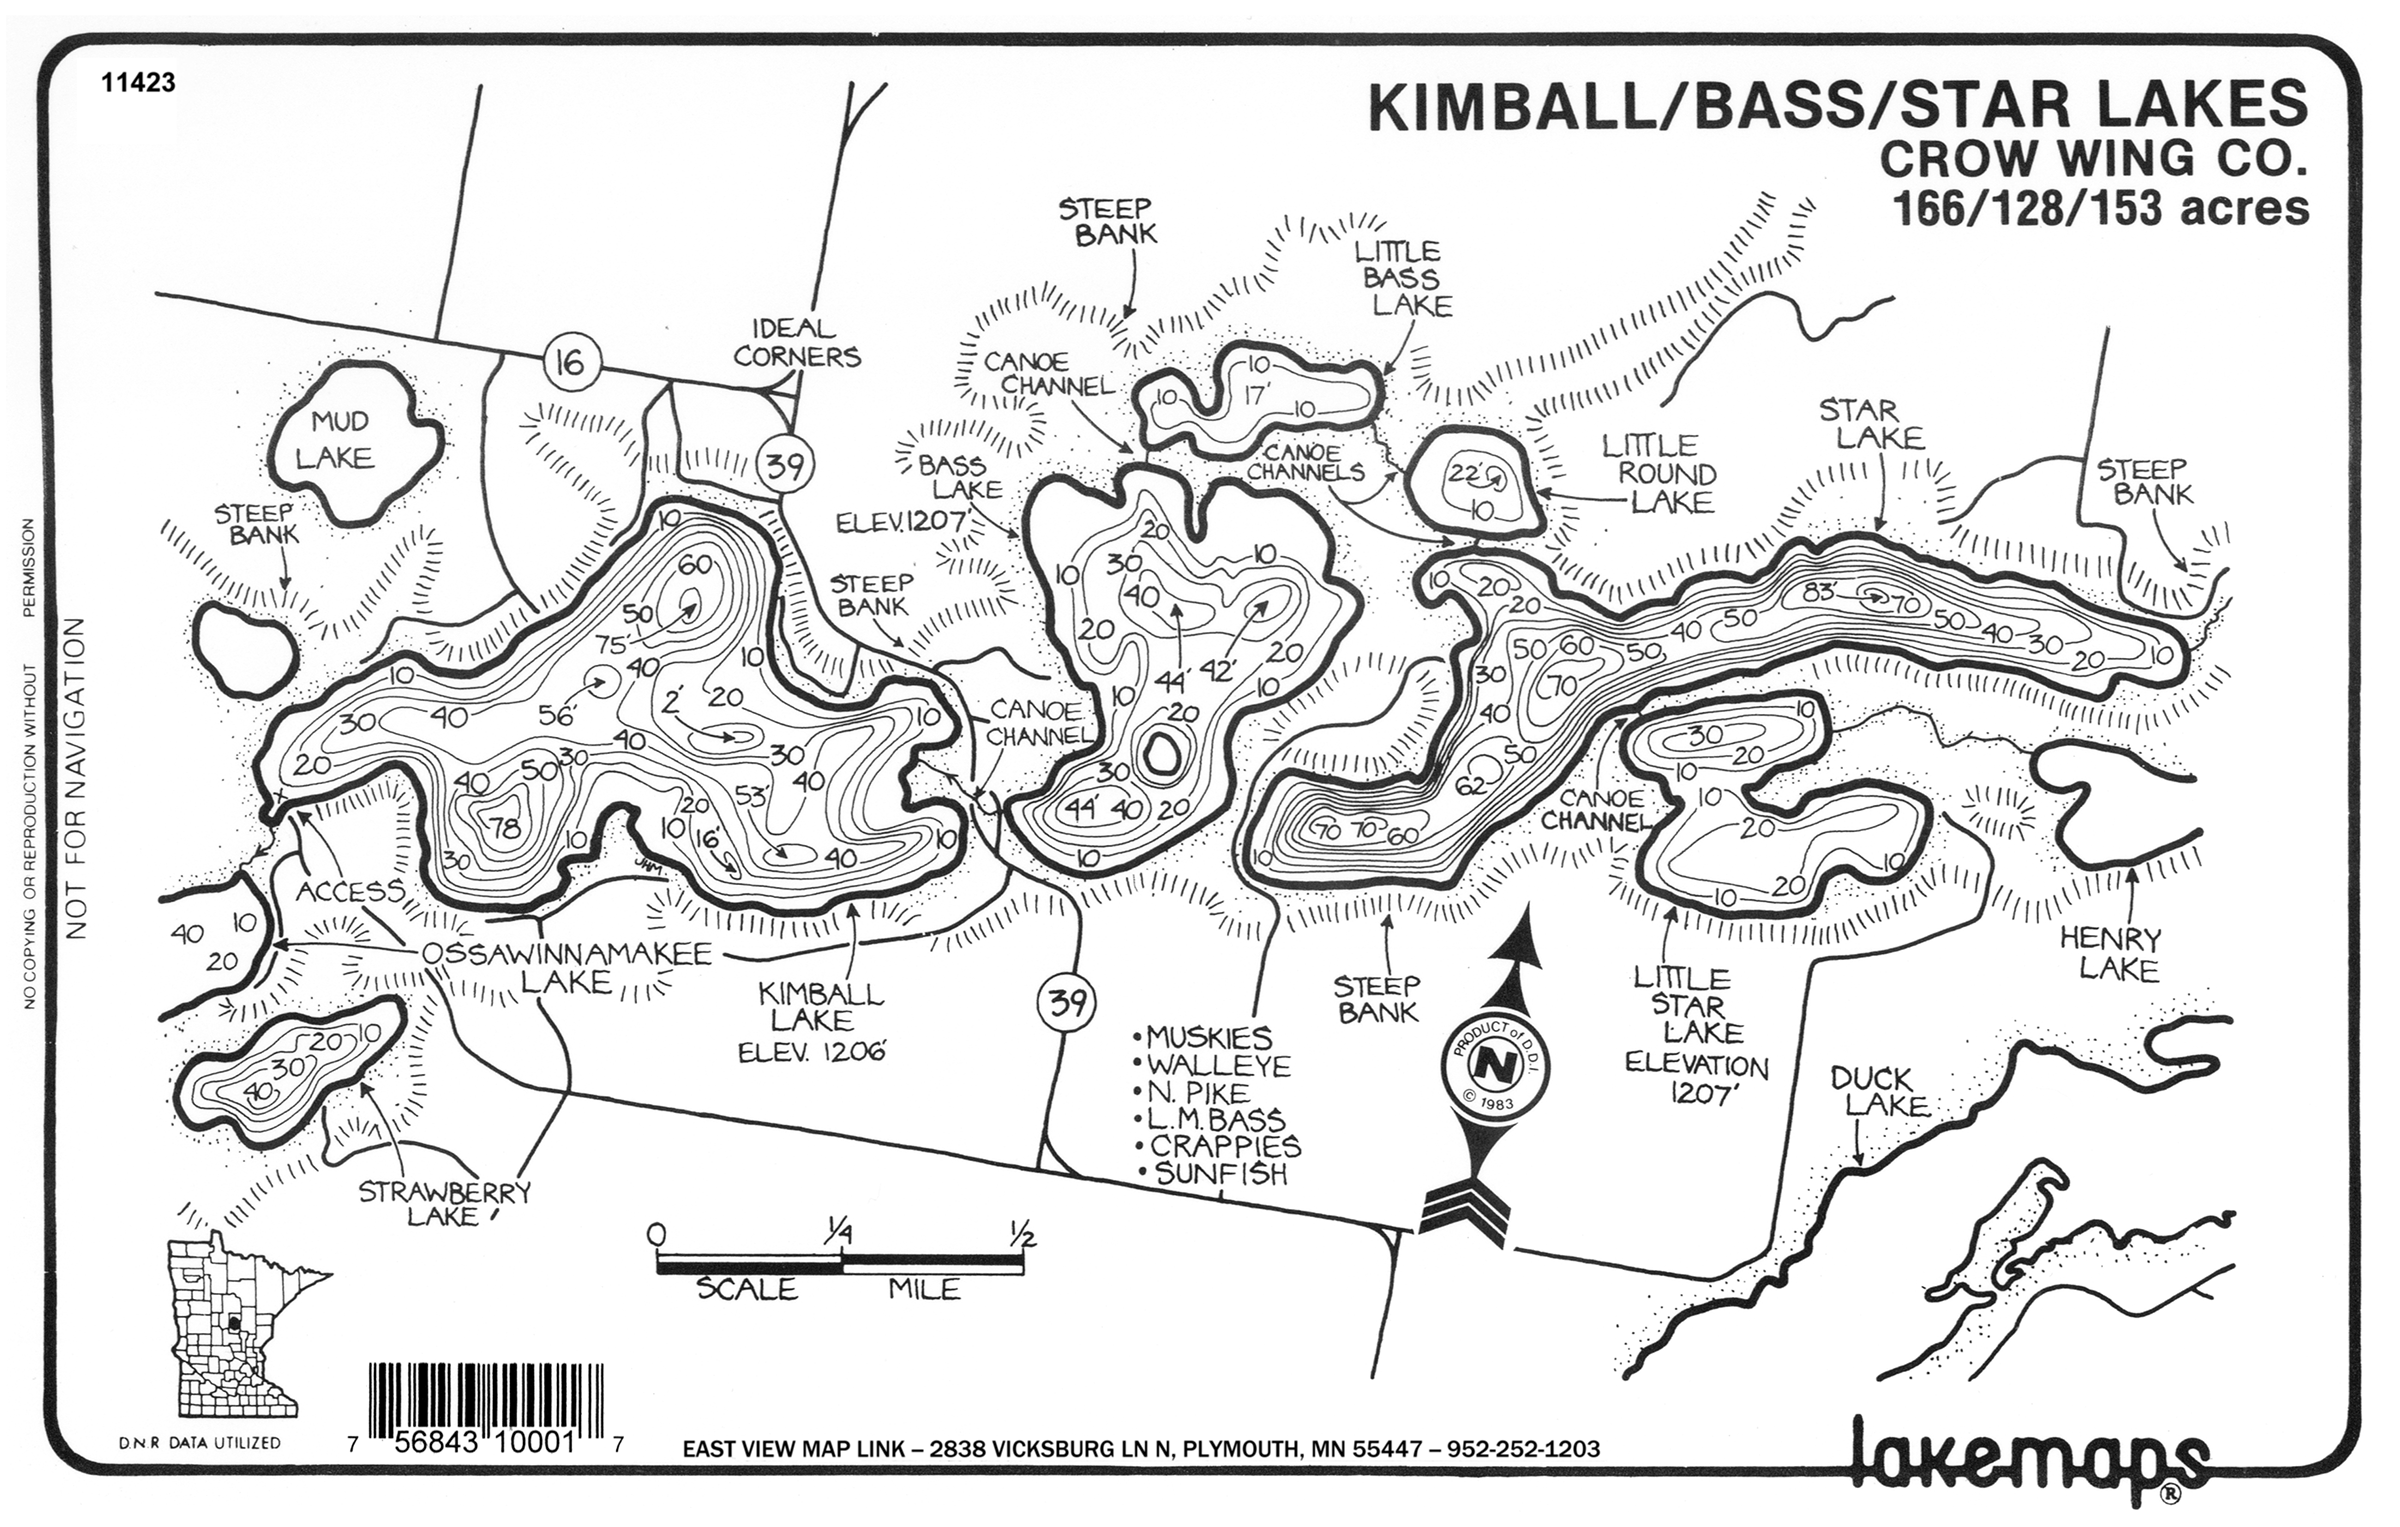 11423
KIMBALL/BASS/STAR LAKES
CROW WING CO.
166/128/153 acres
NO COPYING OR REPRODUCTION WITHOUT PERMISSION
NOT FOR NAVIGATION
STEEP
BANK
LITTLE
BASS
LAKE
IDEAL
CORNERS
16
CANOE
CHANNEL
10
17'
10
10
MUD
LAKE
39
STAR
LAKE
CANOE
CHANNELS
LITTLE
ROUND
LAKE
22'
10
BASS
LAKE
ELEV. 1207'
STEEP
BANK
STEEP
BANK
STEEP
BANK
10
60
50
75'
40
10
2'
20
56'
10
30
40
20
40
30
40
50
30
78
30
10
53'
40
20
10
16'
40
10
10
CANOE
CHANNEL
20
30
40
10
10
20
44'
42'
20
10
10
20
30
44'
40
20
10
10
20
20
30
40
50
60
50
70
40
50
83'
70
50
40
30
20
10
50
62'
70
70
60
10
CANOE
CHANNEL
30
20
10
10
10
20
10
20
10
ACCESS
40
10
20
OSSAWINNAMAKEE
LAKE
KIMBALL
LAKE
ELEV. 1206'
39
STEEP
BANK
LITTLE
STAR
LAKE
ELEVATION
1207'
HENRY
LAKE
DUCK
LAKE
20
10
30
40
STRAWBERRY
LAKE
•MUSKIES
•WALLEYE
•N. PIKE
•L.M. BASS
•CRAPPIES
•SUNFISH
PRODUCT of D.D.I.
N
© 1983
0 1/4 1/2
SCALE MILE
D.N.R DATA UTILIZED
7 56843 10001 7
EAST VIEW MAP LINK – 2838 VICKSBURG LN N, PLYMOUTH, MN 55447 – 952-252-1203
lakemaps®